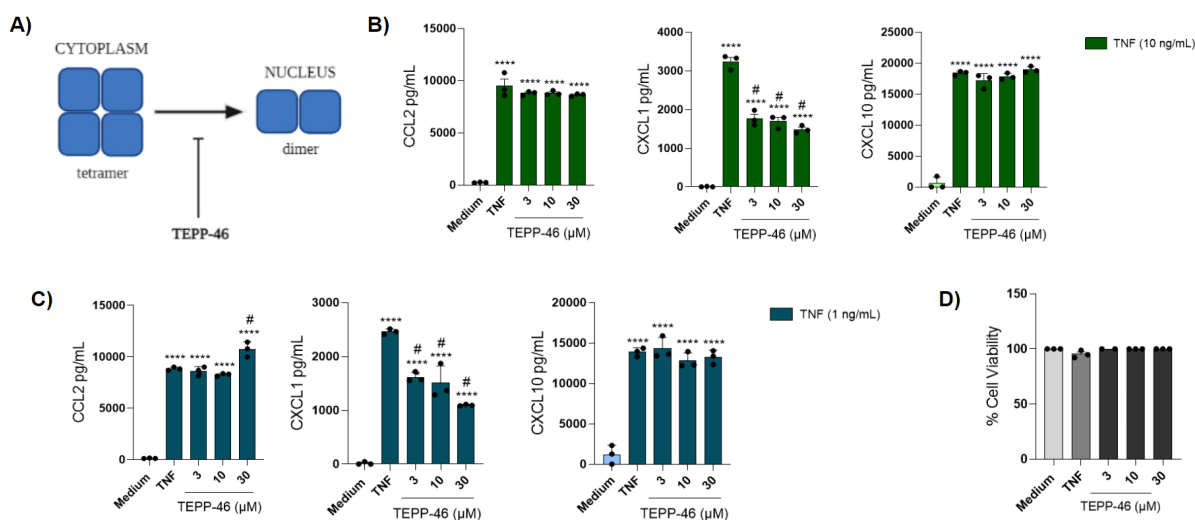 A)
CYTOPLASM
NUCLEUS
tetramer
dimer
TEPP-46
B)
CCL2 pg/mL
15000
10000
5000
0
****
**** **** ****
Medium
TNF
3
10
30
TEPP-46 (µM)
CXCL1 pg/mL
4000
3000
2000
1000
0
****
# # #
**** **** ****
Medium
TNF
3
10
30
TEPP-46 (µM)
CXCL10 pg/mL
25000
20000
15000
10000
5000
0
**** **** **** ****
Medium
TNF
3
10
30
TEPP-46 (µM)
TNF (10 ng/mL)
C)
CCL2 pg/mL
15000
10000
5000
0
#
**** **** **** ****
Medium
TNF
3
10
30
TEPP-46 (µM)
CXCL1 pg/mL
3000
2000
1000
0
****
# # #
**** **** ****
Medium
TNF
3
10
30
TEPP-46 (µM)
CXCL10 pg/mL
20000
15000
10000
5000
0
**** **** **** ****
Medium
TNF
3
10
30
TEPP-46 (µM)
TNF (1 ng/mL)
D)
% Cell Viability
150
100
50
0
Medium
TNF
3
10
30
TEPP-46 (µM)